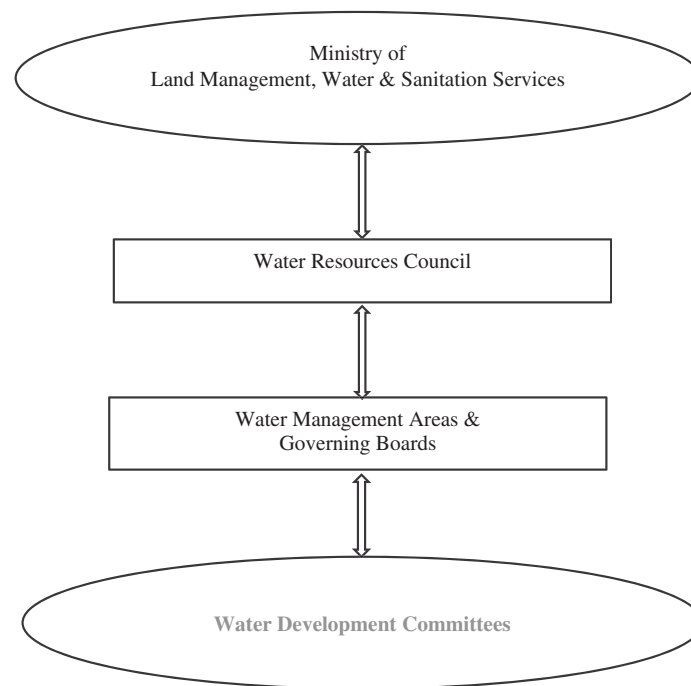 Ministry of
Land Management, Water & Sanitation Services
Water Resources Council
Water Management Areas &
Governing Boards
Water Development Committees